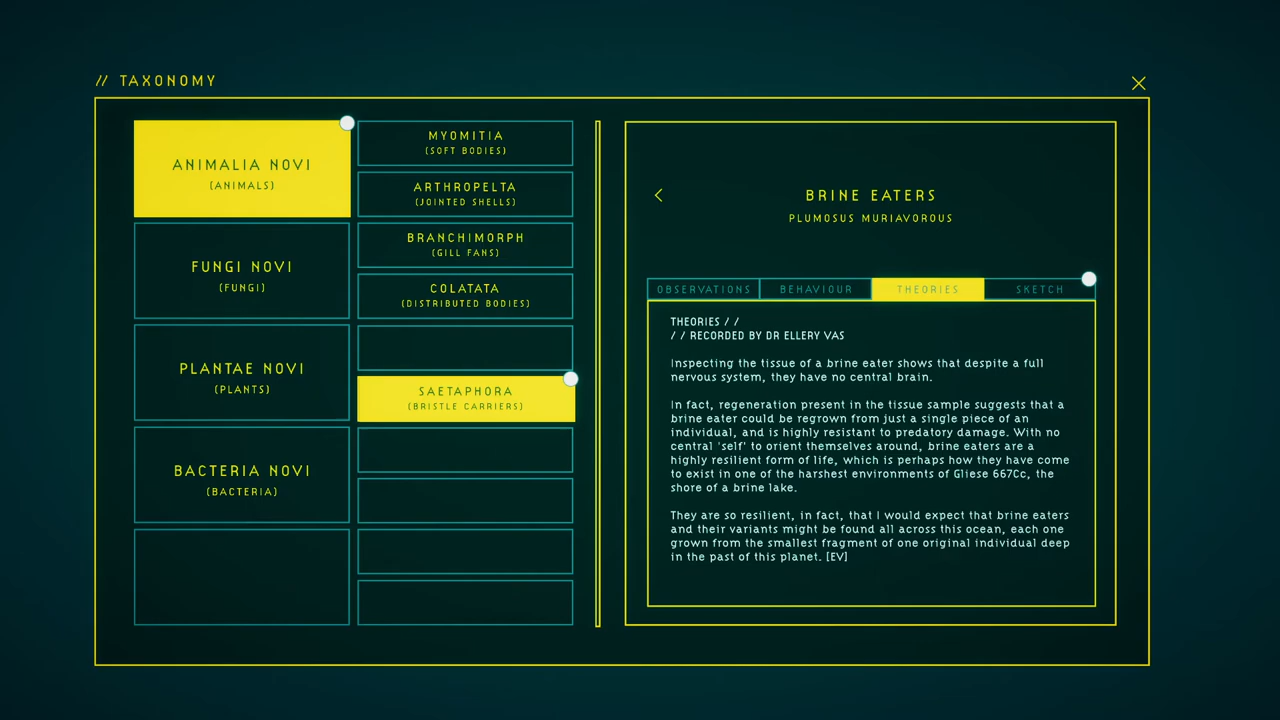 // TAXONOMY
ANIMALIA NOVI
(ANIMALS)
FUNGI NOVI
(FUNGI)
PLANTAE NOVI
(PLANTS)
BACTERIA NOVI
(BACTERIA)
MYOMITIA
(SOFT BODIES)
ARTHROPELTA
(JOINTED SHELLS)
BRANCHIMORPH
(GILL FANS)
COLATATA
(DISTRIBUTED BODIES)
SAETAPHORA
(BRISTLE CARRIERS)
BRINE EATERS
PLUMOSUS MURIAVOROUS
OBSERVATIONS BEHAVIOUR THEORIES SKETCH
THEORIES / /
/ / RECORDED BY DR ELLERY VAS
Inspecting the tissue of a brine eater shows that despite a full
nervous system, they have no central brain.
In fact, regeneration present in the tissue sample suggests that a
brine eater could be regrown from just a single piece of an
individual, and is highly resistant to predatory damage. With no
central 'self' to orient themselves around, brine eaters are a
highly resilient form of life, which is perhaps how they have come
to exist in one of the harshest environments of Gliese 667Cc, the
shore of a brine lake.
They are so resilient, in fact, that I would expect that brine eaters
and their variants might be found all across this ocean, each one
grown from the smallest fragment of one original individual deep
in the past of this planet. [EV]